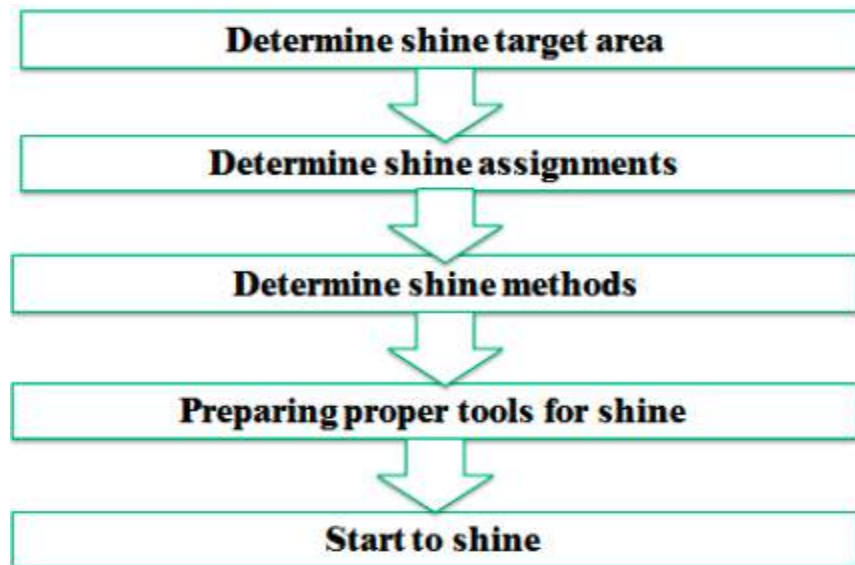 Determine shine target area
Determine shine assignments
Determine shine methods
Preparing proper tools for shine
Start to shine